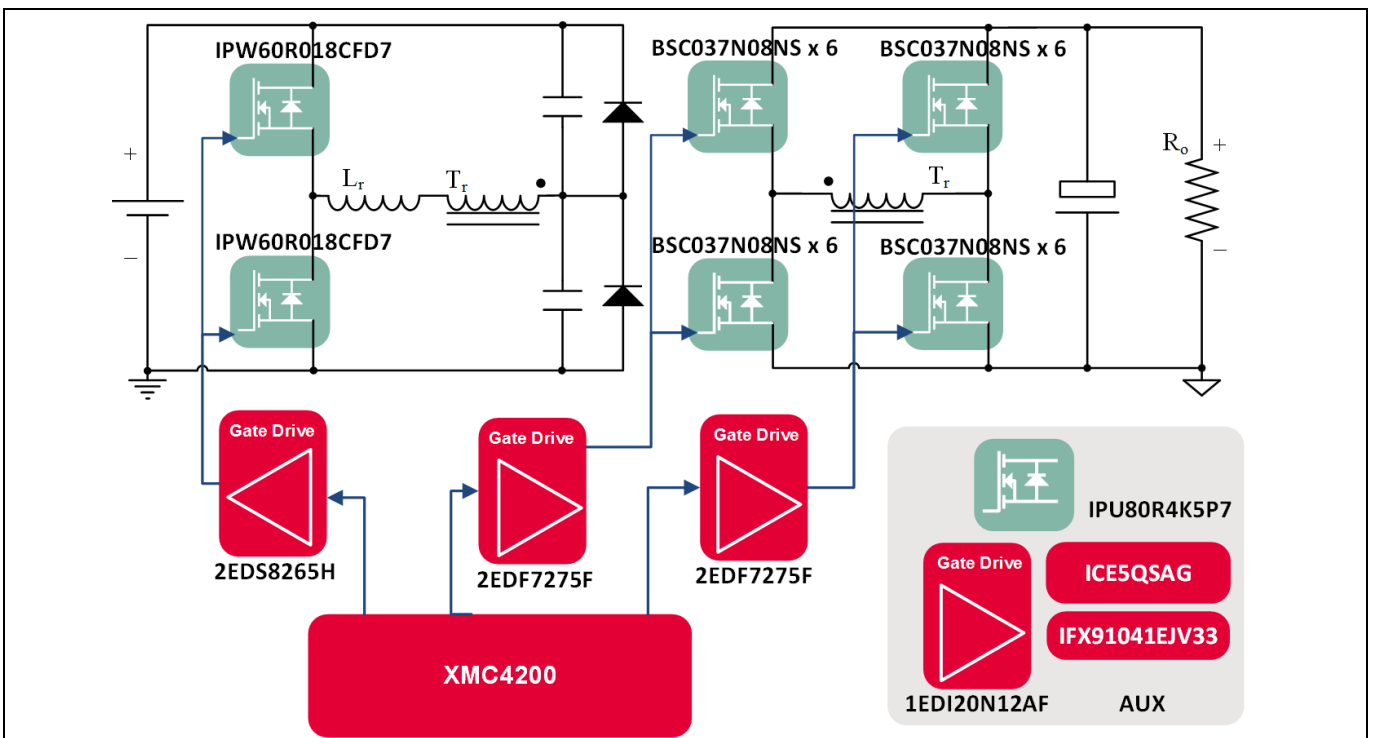 IPW60R018CFD7
BSC037N08NS x 6
BSC037N08NS x 6
+
Lr
Tr
Tr
Ro
+
–
–
IPW60R018CFD7
BSC037N08NS x 6
BSC037N08NS x 6
Gate Drive
2EDS8265H
Gate Drive
2EDF7275F
Gate Drive
2EDF7275F
XMC4200
IPU80R4K5P7
Gate Drive
1EDI20N12AF
ICE5QSAG
IFX91041EJV33
AUX